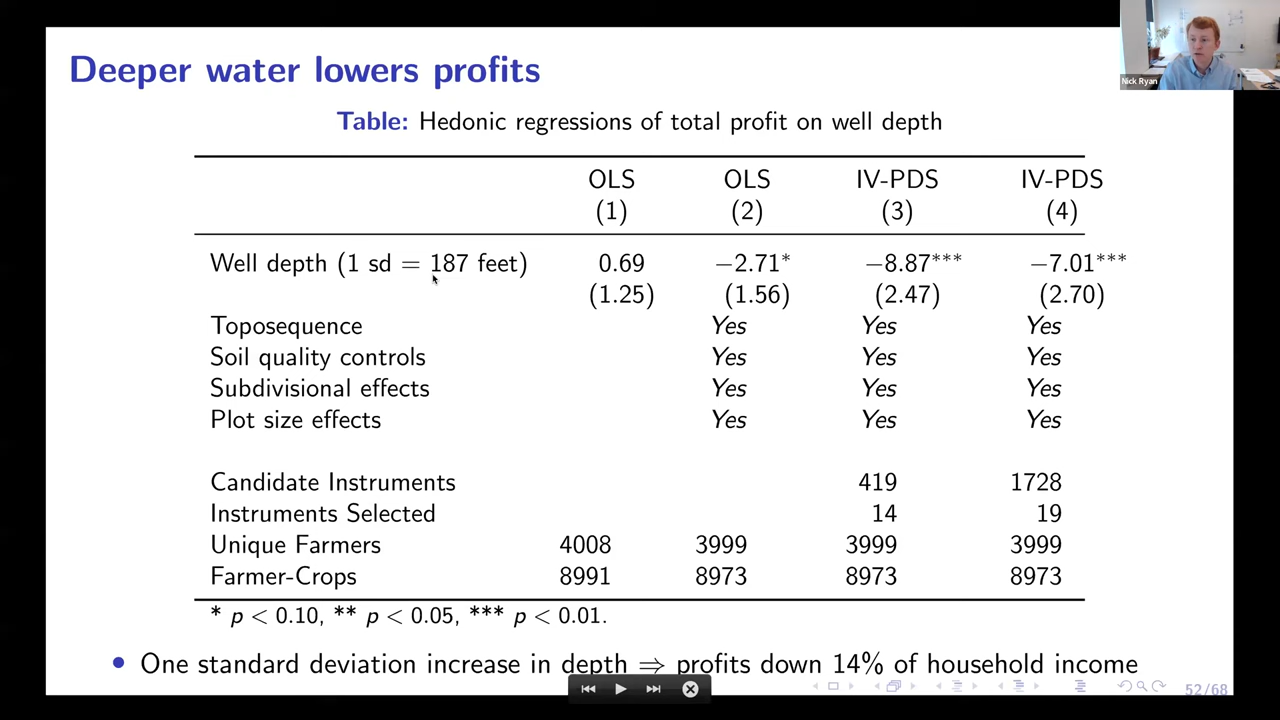 Deeper water lowers profits
Nick Ryan
Table: Hedonic regressions of total profit on well depth
OLS OLS IV-PDS IV-PDS
(1) (2) (3) (4)
Well depth (1 sd = 187 feet) 0.69 −2.71* −8.87*** −7.01***
(1.25) (1.56) (2.47) (2.70)
Toposequence Yes Yes Yes
Soil quality controls Yes Yes Yes
Subdivisional effects Yes Yes Yes
Plot size effects Yes Yes Yes
Candidate Instruments 419 1728
Instruments Selected 14 19
Unique Farmers 4008 3999 3999 3999
Farmer-Crops 8991 8973 8973 8973
* p < 0.10, ** p < 0.05, *** p < 0.01.
• One standard deviation increase in depth ⇒ profits down 14% of household income
52/68